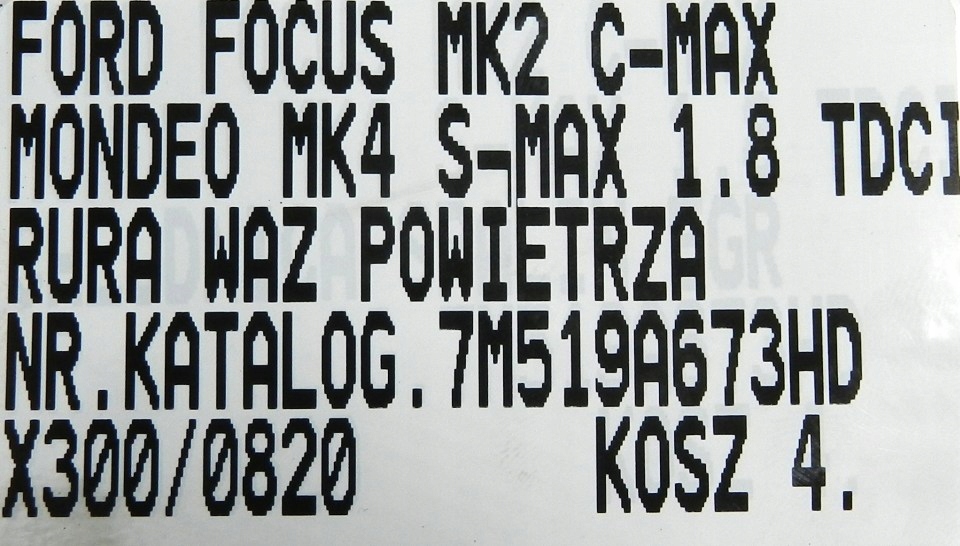 FORD FOCUS MK2 C-MAX
MONDEO MK4 S-MAX 1.8 TDCI
RURA WAZ POWIETRZA
NR.KATALOG.7M519A673HD
X300/0820 KOSZ 4.